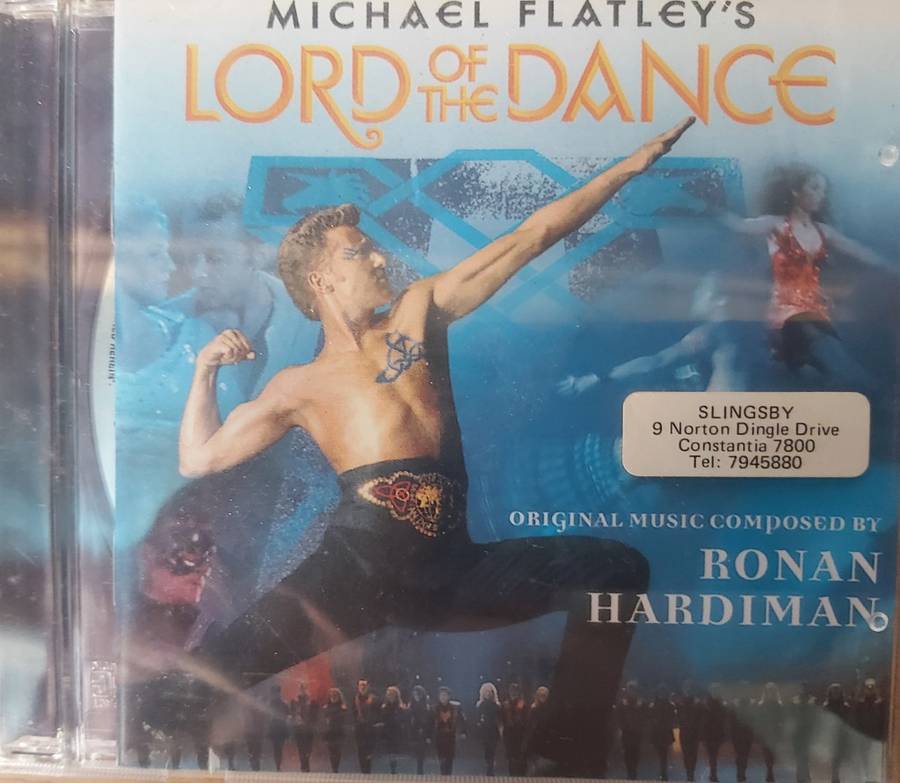 MICHAEL FLATLEY'S
LORD OF THE DANCE
SLINGSBY
9 Norton Dingle Drive
Constantia 7800
Tel: 7945880
ORIGINAL MUSIC COMPOSED BY
RONAN
HARDIMAN